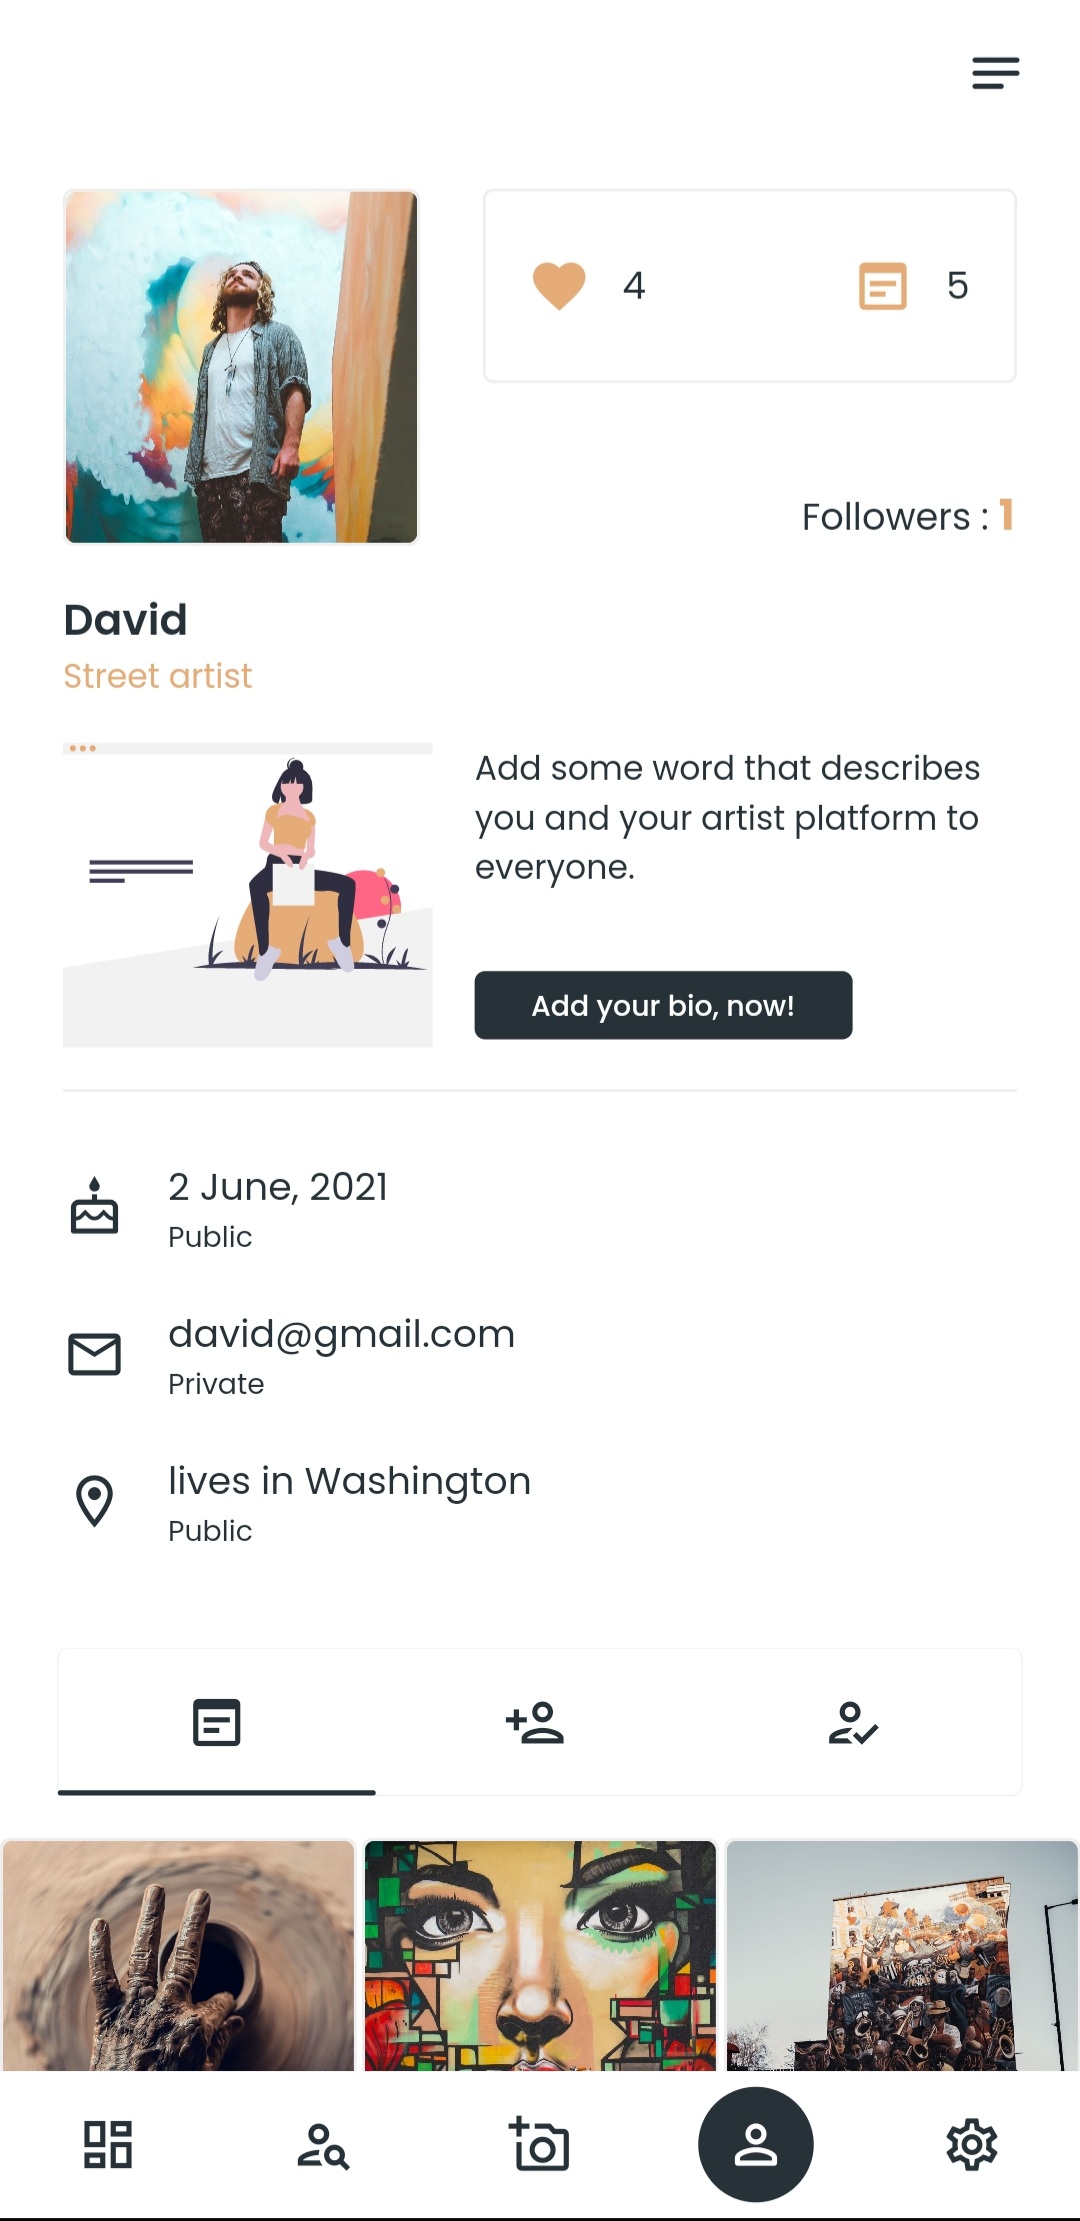 4
5
Followers : 1
David
Street artist
Add some word that describes
you and your artist platform to
everyone.
Add your bio, now!
2 June, 2021
Public
david@gmail.com
Private
lives in Washington
Public